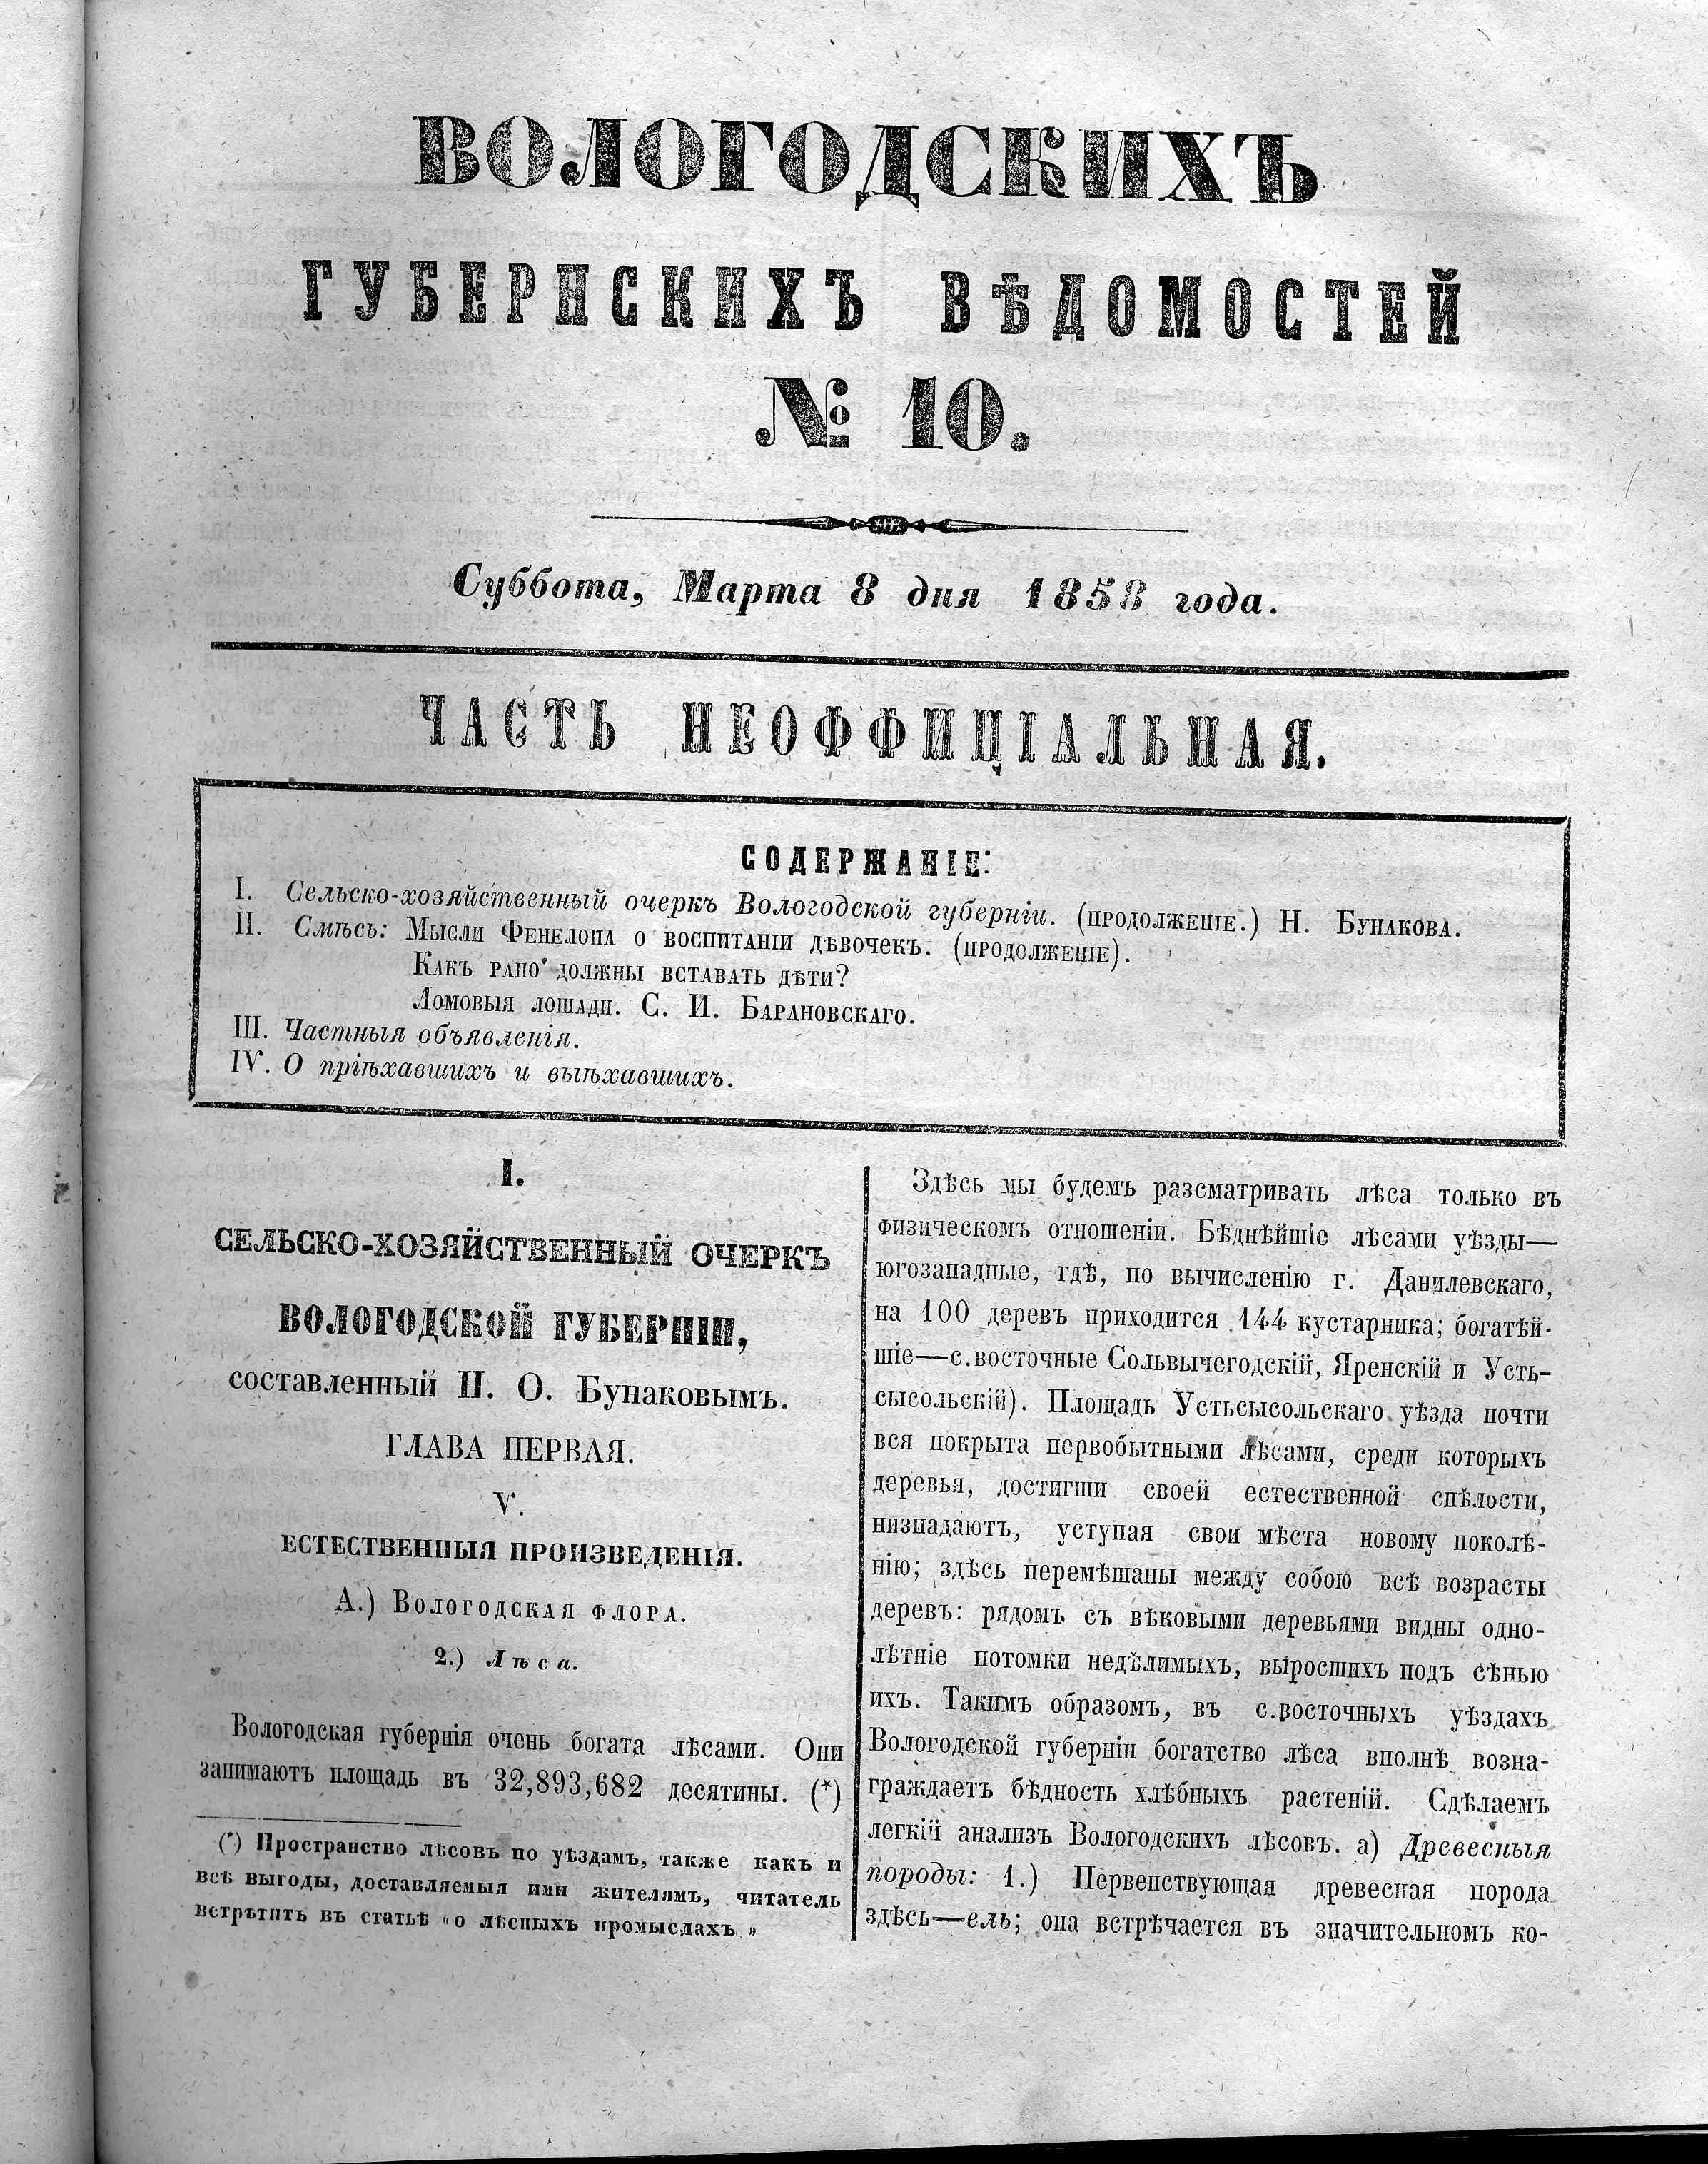 ВОЛОГОДСКИХЪ
ГУБЕРНСКИХЪ ВѢДОМОСТЕЙ
№ 10.
Суббота, Марта 8 дня 1858 года.
ЧАСТЬ НЕОФФИЦІАЛЬНАЯ.
СОДЕРЖАНІЕ:
I. Сельско-хозяйственный очеркъ Вологодской губерніи. (продолженіе.) Н. Бунакова.
II. Смѣсь: Мысли Фенелона о воспитаніи дѣвочекъ. (продолженіе).
Какъ рано должны вставать дѣти?
Ломовыя лошади. С. И. Барановскаго.
III. Частныя объявленія.
IV. О пріѣхавшихъ и выѣхавшихъ.
I.
СЕЛЬСКО-ХОЗЯЙСТВЕННЫЙ ОЧЕРКЪ
ВОЛОГОДСКОЙ ГУБЕРНІИ,
составленный Н. Ѳ. Бунаковымъ.
ГЛАВА ПЕРВАЯ.
V.
ЕСТЕСТВЕННЫЯ ПРОИЗВЕДЕНІЯ.
А.) Вологодская флора.
2.) Лѣса.
Вологодская губернія очень богата лѣсами. Они
занимаютъ площадь въ 32,893,682 десятины. (*)
(*) Пространство лѣсовъ по уѣздамъ, также какъ и
всѣ выгоды, доставляемыя ими жителямъ, читатель
встрѣтитъ въ статьѣ «о лѣсныхъ промыслахъ»
Здѣсь мы будемъ разсматривать лѣса только въ
физическомъ отношеніи. Бѣднѣйшіе лѣсами уѣзды—
югозападные, гдѣ, по вычисленію г. Данилевскаго,
на 100 деревъ приходится 144 кустарника; богатѣй-
шіе—с.восточные Сольвычегодскій, Яренскій и Усть-
сысольскій). Площадь Устьсысольскаго уѣзда почти
вся покрыта первобытными лѣсами, среди которыхъ
деревья, достигши своей естественной спѣлости,
низпадаютъ, уступая свои мѣста новому поколѣ-
нію; здѣсь перемѣшаны между собою всѣ возрасты
деревъ: рядомъ съ вѣковыми деревьями видны одно-
лѣтніе потомки недѣлимыхъ, выросшихъ подъ сѣнью
ихъ. Такимъ образомъ, въ с.восточныхъ уѣздахъ
Вологодской губерніи богатство лѣса вполнѣ возна-
граждаетъ бѣдность хлѣбныхъ растеній. Сдѣлаемъ
легкій анализъ Вологодскихъ лѣсовъ. а) Древесныя
породы: 1.) Первенствующая древесная порода
здѣсь—ель; она встрѣчается въ значительномъ ко-